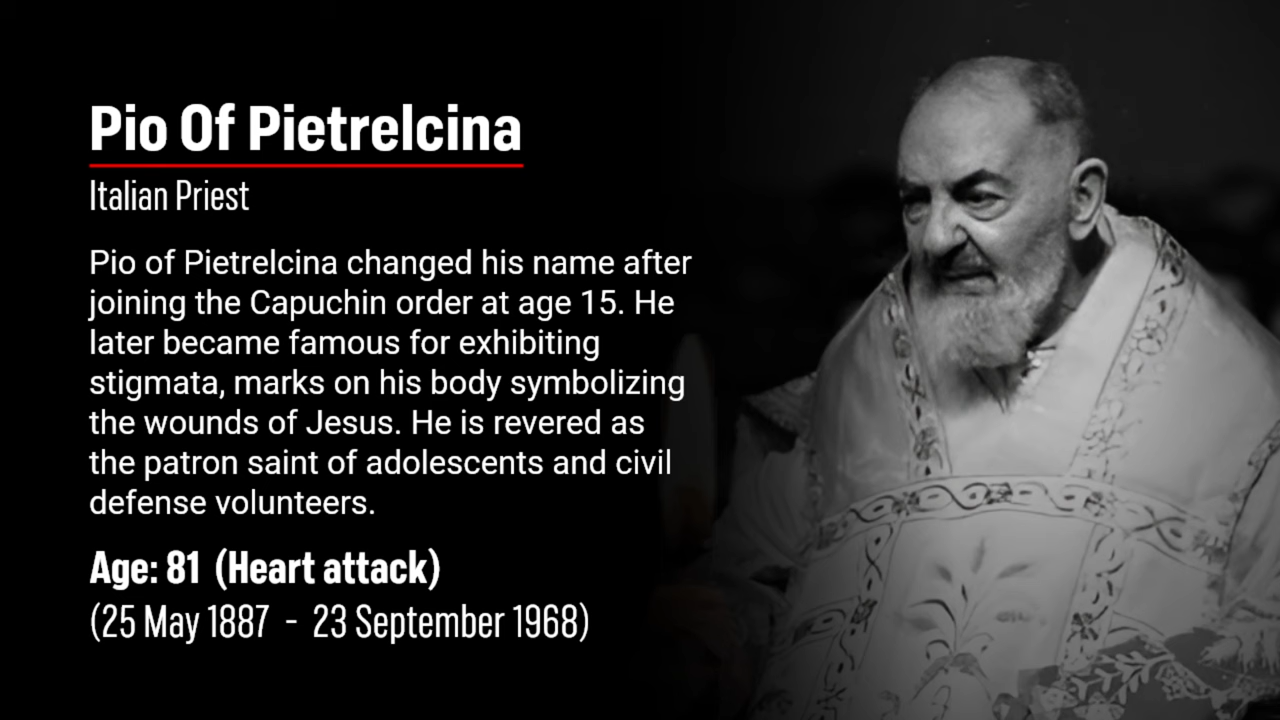 Pio Of Pietrelcina
Italian Priest
Pio of Pietrelcina changed his name after
joining the Capuchin order at age 15. He
later became famous for exhibiting
stigmata, marks on his body symbolizing
the wounds of Jesus. He is revered as
the patron saint of adolescents and civil
defense volunteers.
Age: 81 (Heart attack)
(25 May 1887 - 23 September 1968)